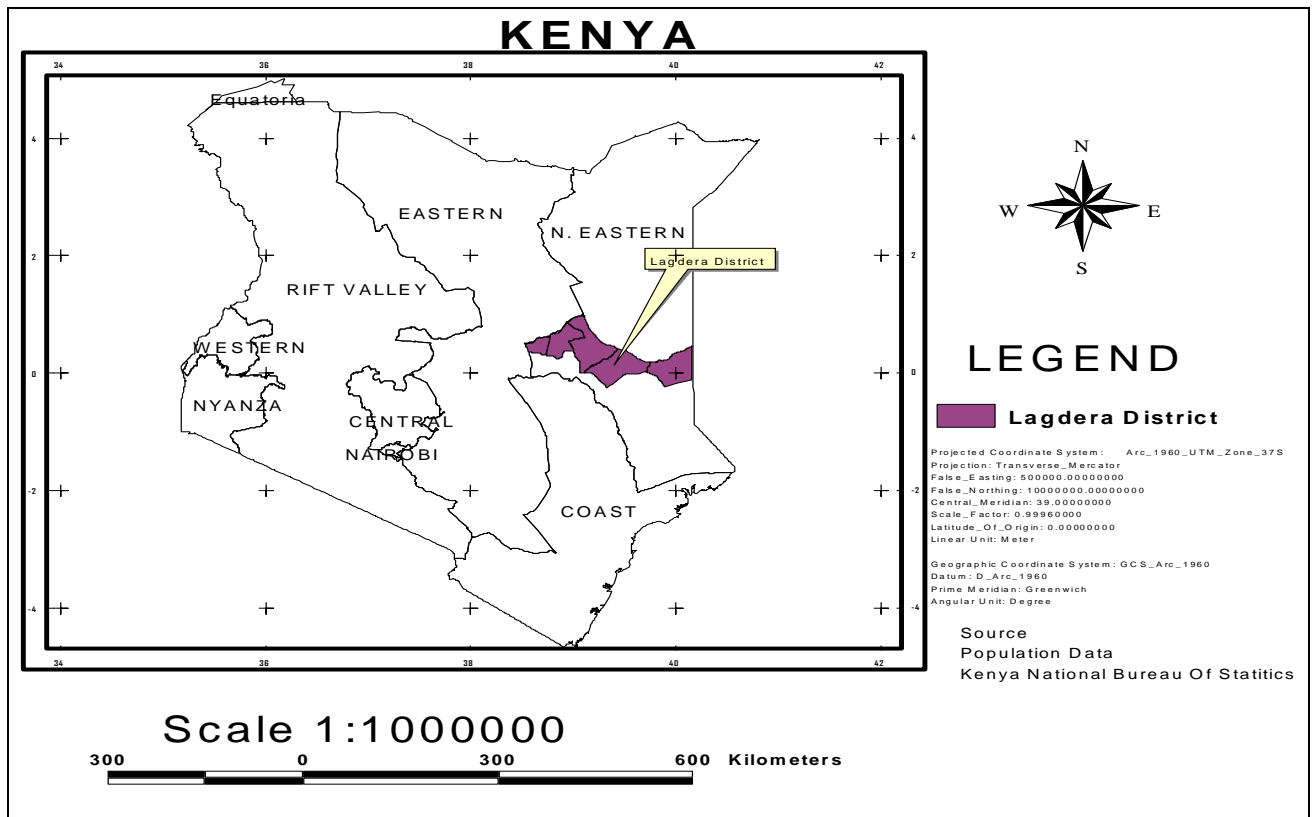 KENYA
34 36 38 40 42
Equatoria
4 4
EASTERN
N. EASTERN
2 2
Lagdera District
RIFT VALLEY
WESTERN
0 0
NYANZA
CENTRAL
NAIROBI
-2 -2
COAST
-4 -4
34 36 38 40 42
N
W E
S
LEGEND
Lagdera District
Projected Coordinate System: Arc_1960_UTM_Zone_37S
Projection: Transverse_Mercator
False_Easting: 500000.00000000
False_Northing: 10000000.00000000
Central_Meridian: 39.00000000
Scale_Factor: 0.99960000
Latitude_Of_Origin: 0.00000000
Linear Unit: Meter
Geographic Coordinate System: GCS_Arc_1960
Datum: D_Arc_1960
Prime Meridian: Greenwich
Angular Unit: Degree
Source
Population Data
Kenya National Bureau Of Statitics
Scale 1:1000000
300 0 300 600 Kilometers